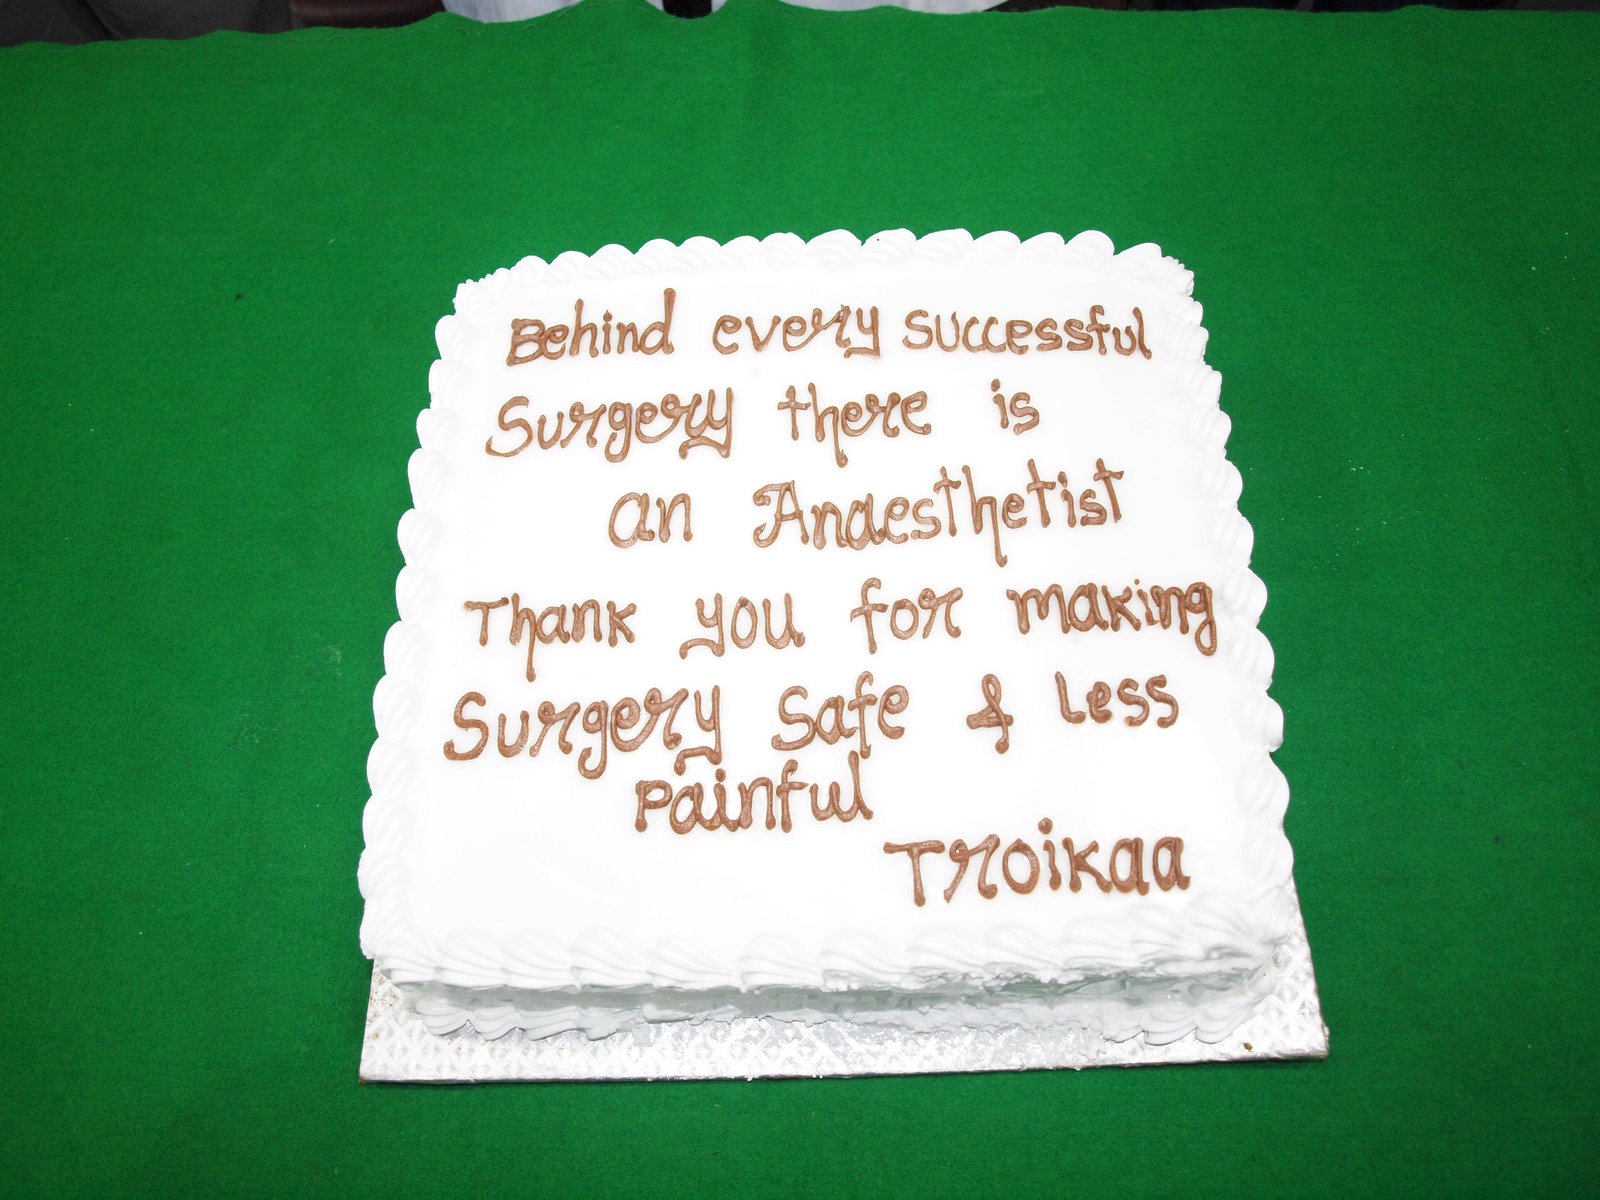 Behind every successful
Surgery there is
an Anaesthetist
Thank you for making
Surgery Safe & Less
Painful
Troikaa